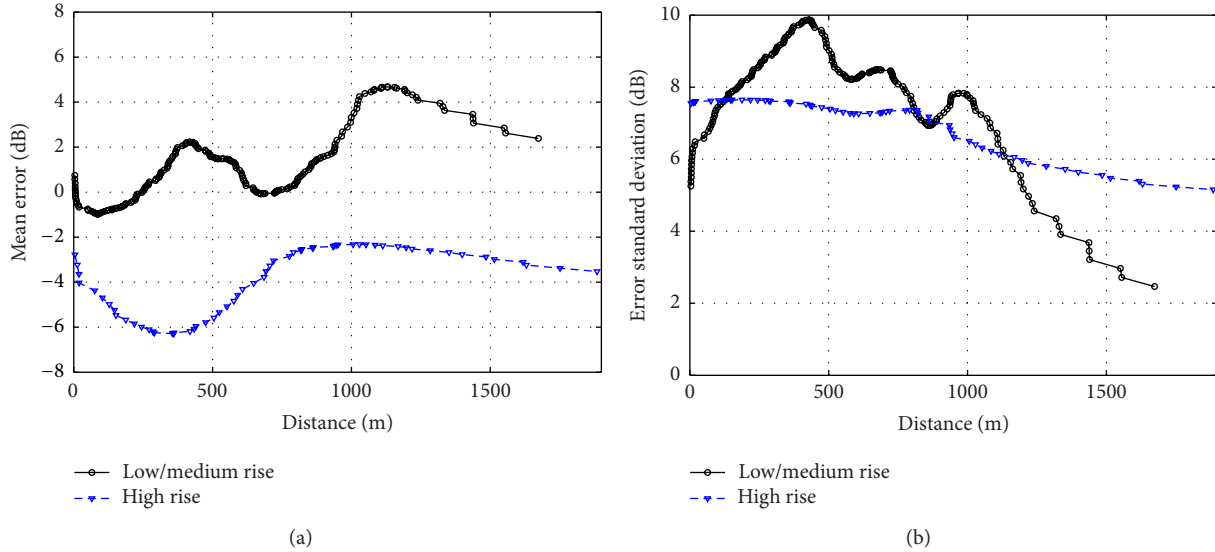 8
6
4
2
0
−2
−4
−6
−8
Mean error (dB)
0
500
1000
1500
Distance (m)
Low/medium rise
High rise
(a)
10
8
6
4
2
0
Error standard deviation (dB)
0
500
1000
1500
Distance (m)
Low/medium rise
High rise
(b)